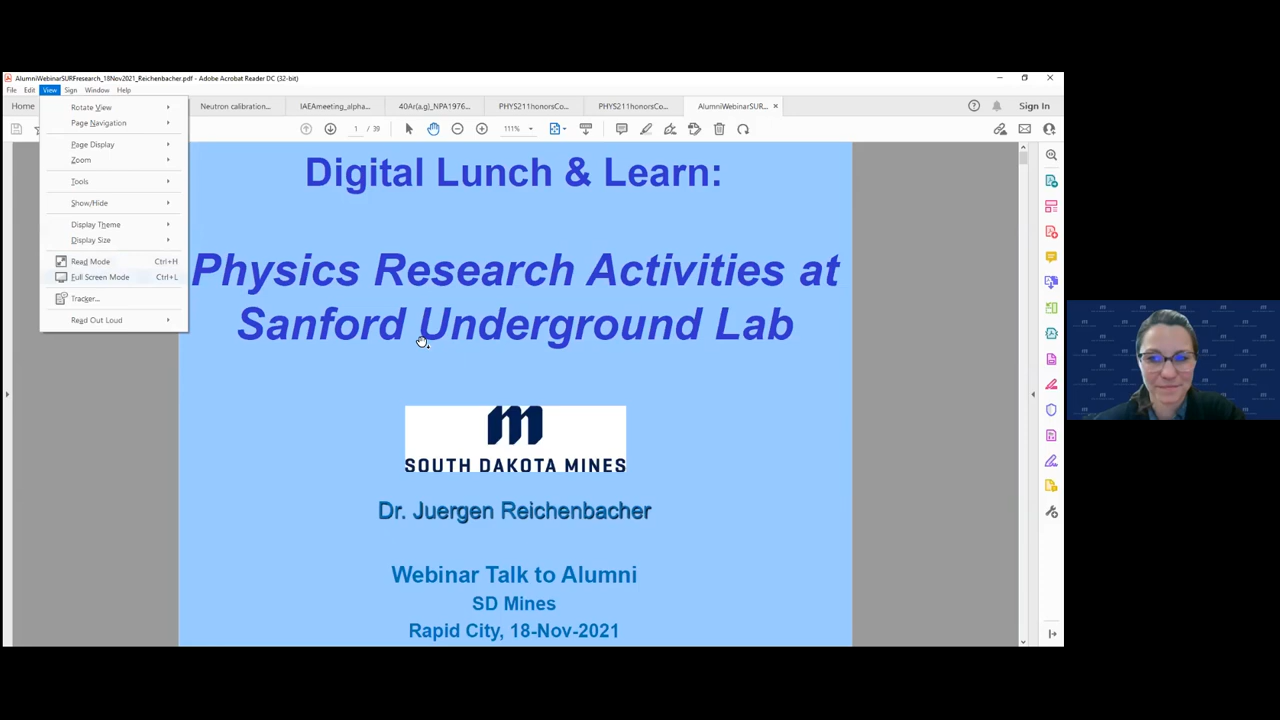 AlumniWebinarSURFresearch_18Nov2021_Reichenbacher.pdf - Adobe Acrobat Reader DC (32-bit)
File Edit View Sign Window Help
Home
Neutron calibration...
IAEAmeeting_alpha...
40Ar(a,g)_NPA1976...
PHYS211honorsCo...
PHYS211honorsCo...
AlumniWebinarSUR... ×
Sign In
1 / 39
111%
Rotate View
Page Navigation
Page Display
Zoom
Tools
Show/Hide
Display Theme
Display Size
Read Mode Ctrl+H
Full Screen Mode Ctrl+L
Tracker...
Read Out Loud
Digital Lunch & Learn:
Physics Research Activities at
Sanford Underground Lab
m
SOUTH DAKOTA MINES
Dr. Juergen Reichenbacher
Webinar Talk to Alumni
SD Mines
Rapid City, 18-Nov-2021